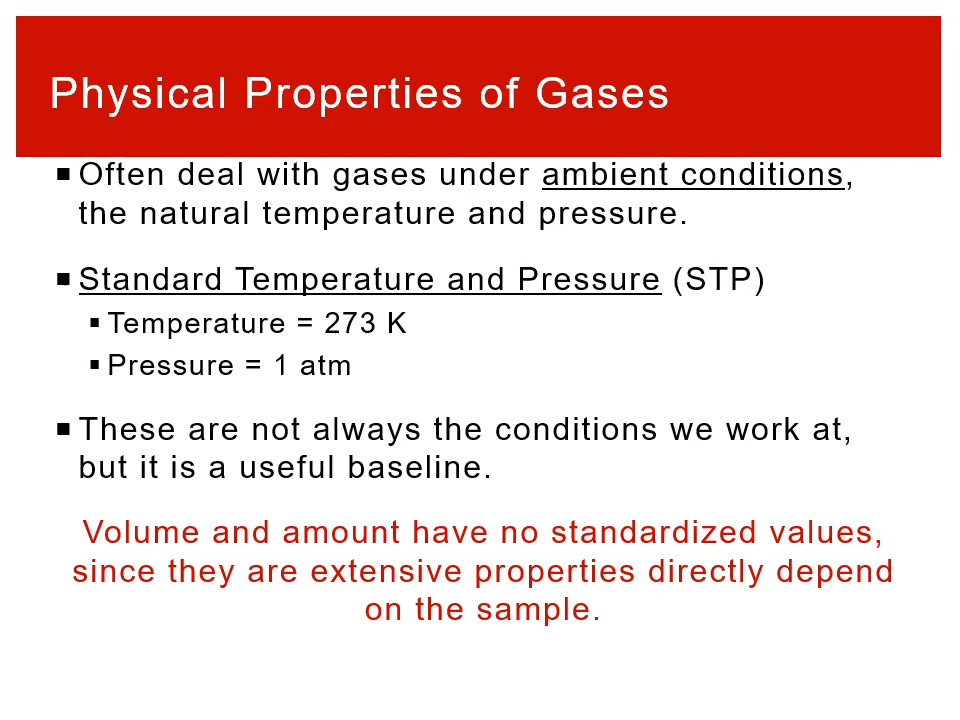 Physical Properties of Gases
▪ Often deal with gases under ambient conditions,
the natural temperature and pressure.
▪ Standard Temperature and Pressure (STP)
▪ Temperature = 273 K
▪ Pressure = 1 atm
▪ These are not always the conditions we work at,
but it is a useful baseline.
Volume and amount have no standardized values,
since they are extensive properties directly depend
on the sample.